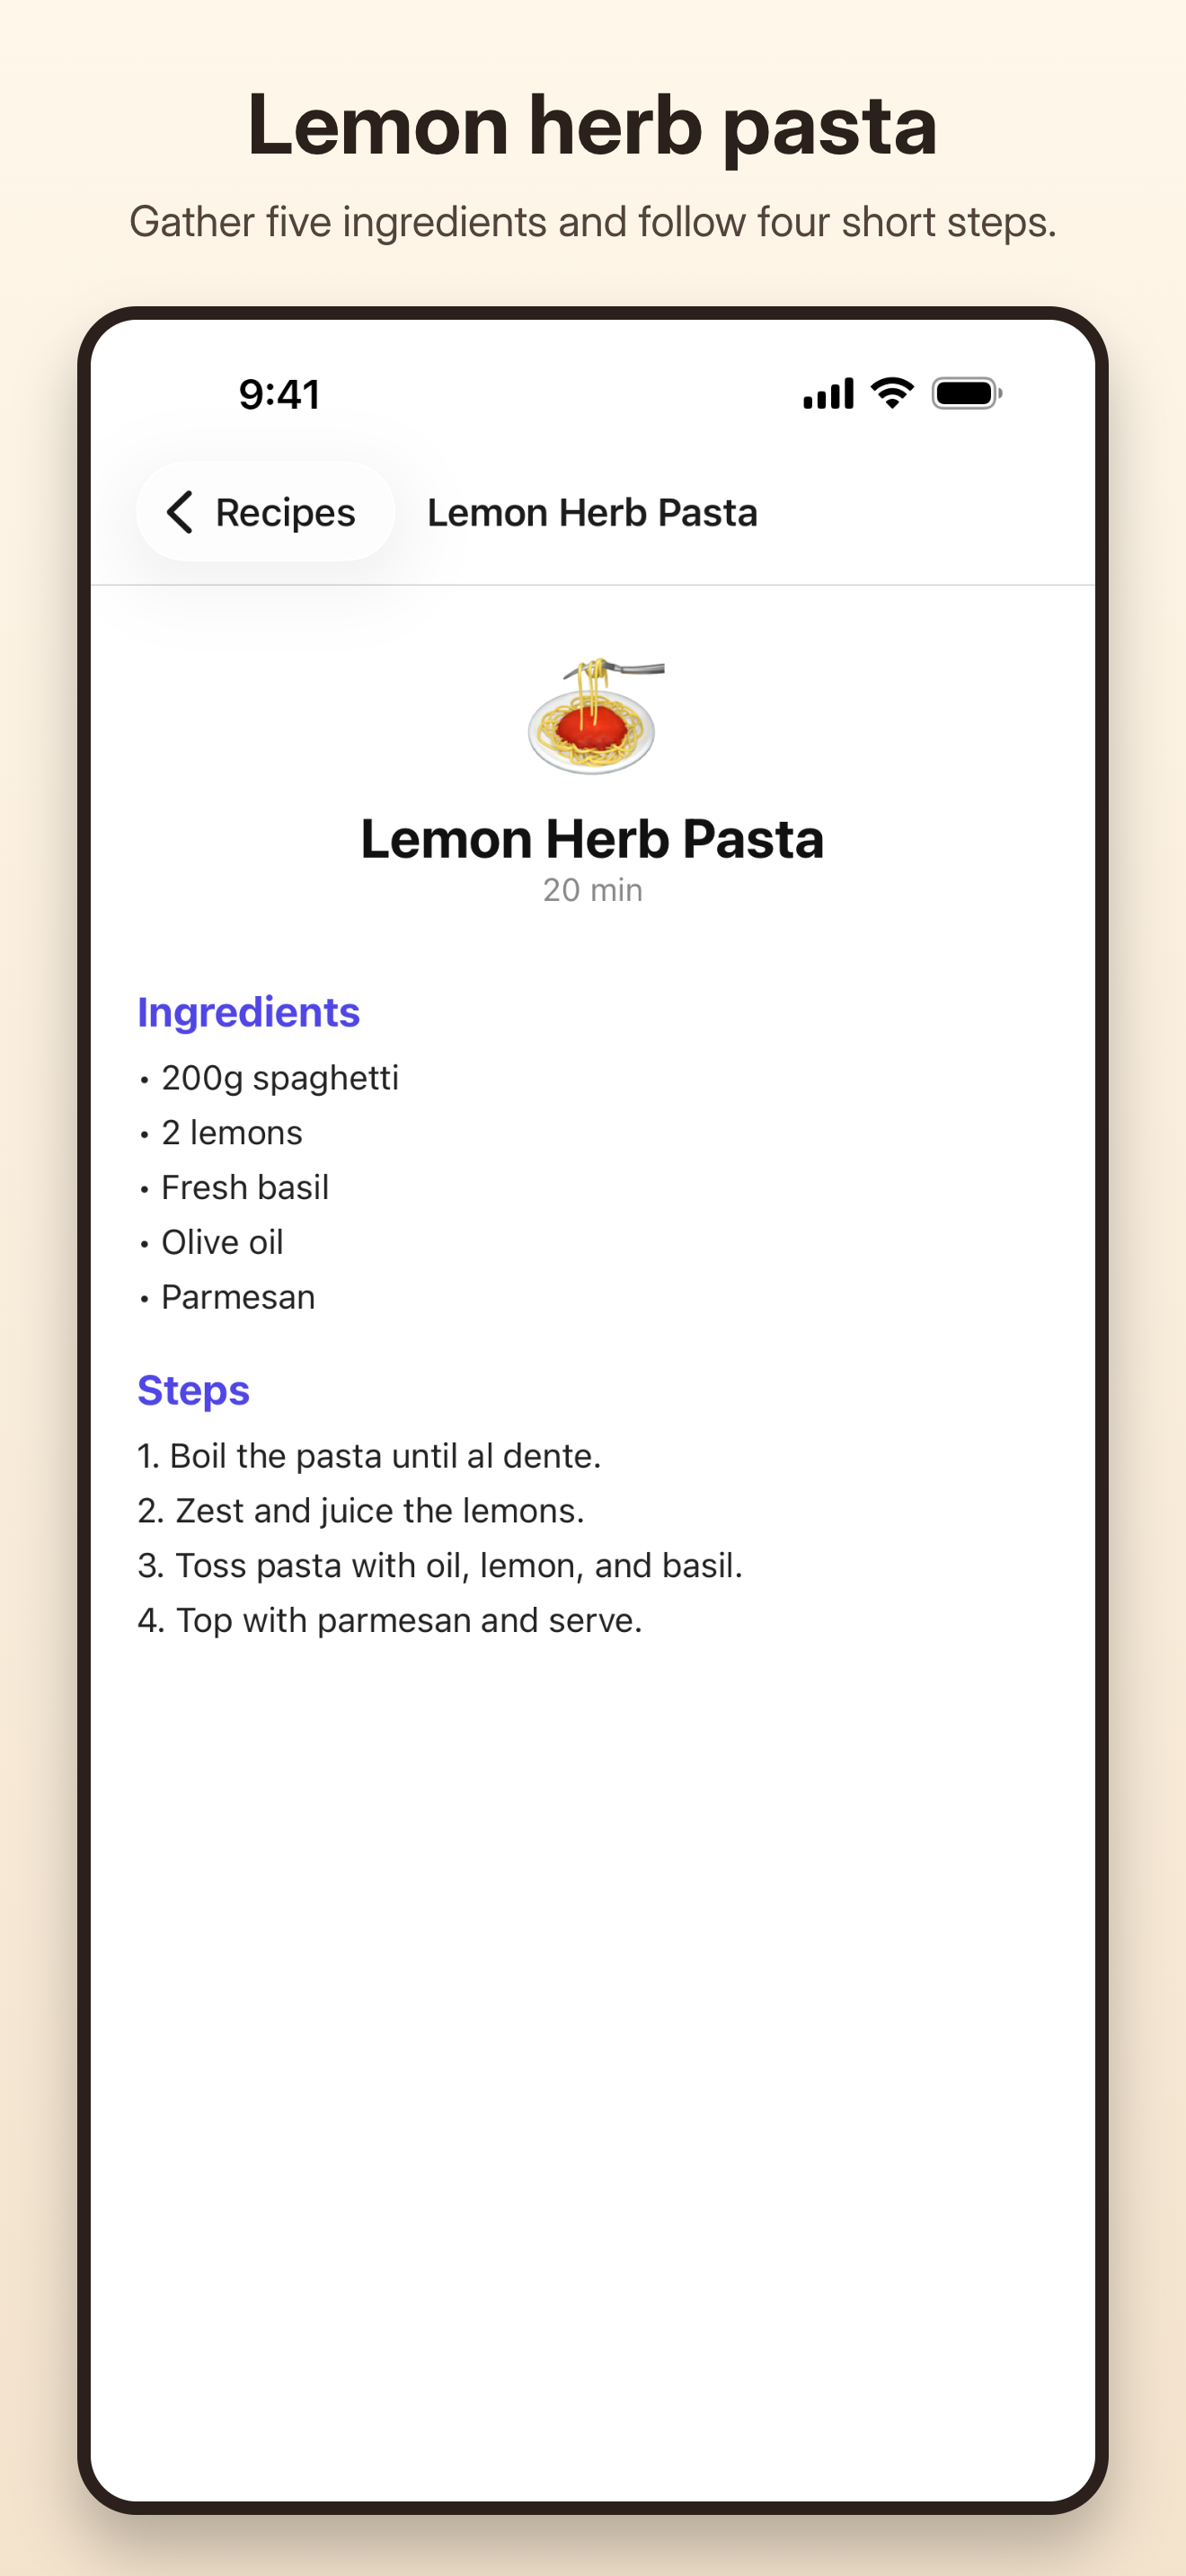 Lemon herb pasta
Gather five ingredients and follow four short steps.
9:41
Recipes Lemon Herb Pasta
Lemon Herb Pasta
20 min
Ingredients
• 200g spaghetti
• 2 lemons
• Fresh basil
• Olive oil
• Parmesan
Steps
1. Boil the pasta until al dente.
2. Zest and juice the lemons.
3. Toss pasta with oil, lemon, and basil.
4. Top with parmesan and serve.